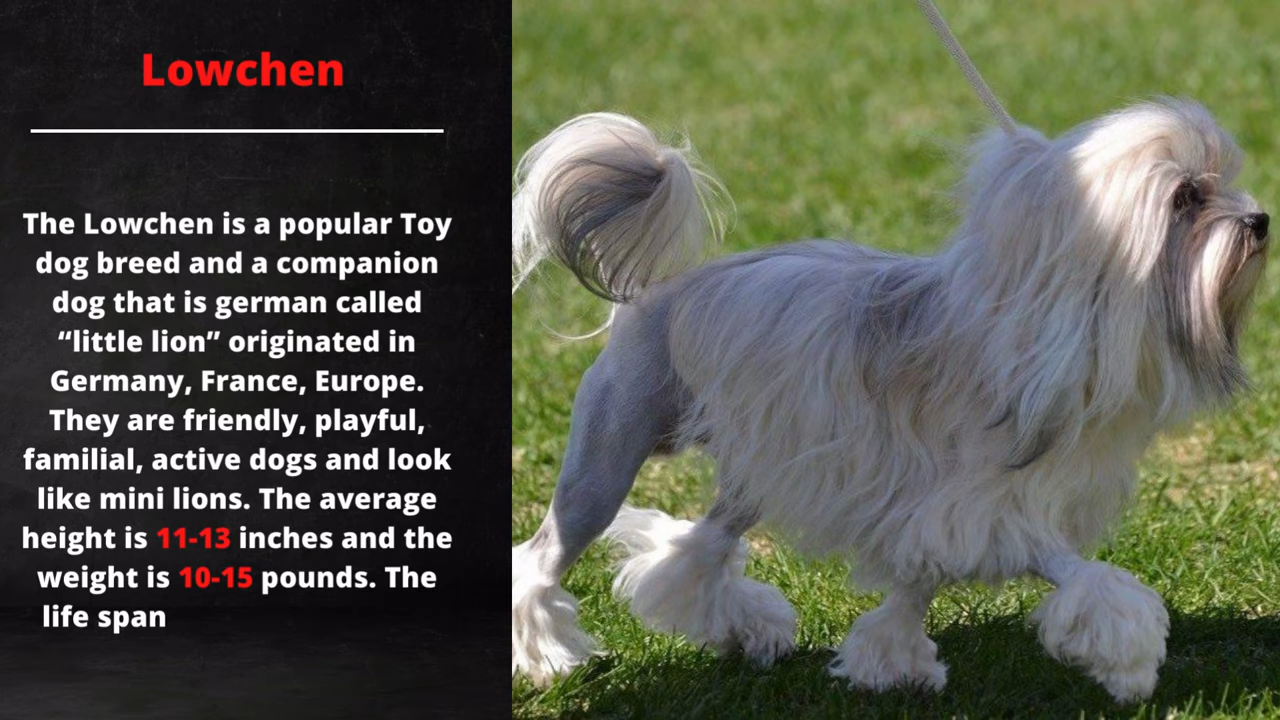 Lowchen
The Lowchen is a popular Toy
dog breed and a companion
dog that is german called
“little lion” originated in
Germany, France, Europe.
They are friendly, playful,
familial, active dogs and look
like mini lions. The average
height is 11-13 inches and the
weight is 10-15 pounds. The
life span